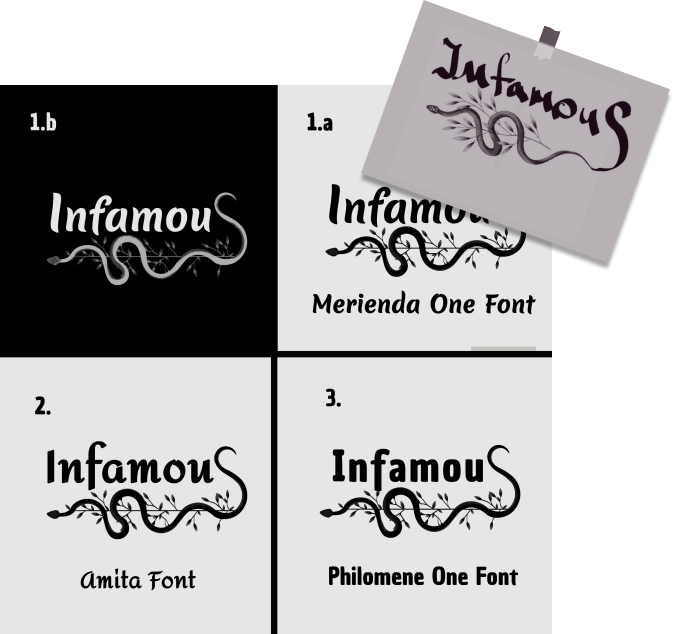 1.b
Infamous
1.a
Infamou
Merienda One Font
Infamous
2.
Infamous
Amita Font
3.
Infamous
Philomene One Font